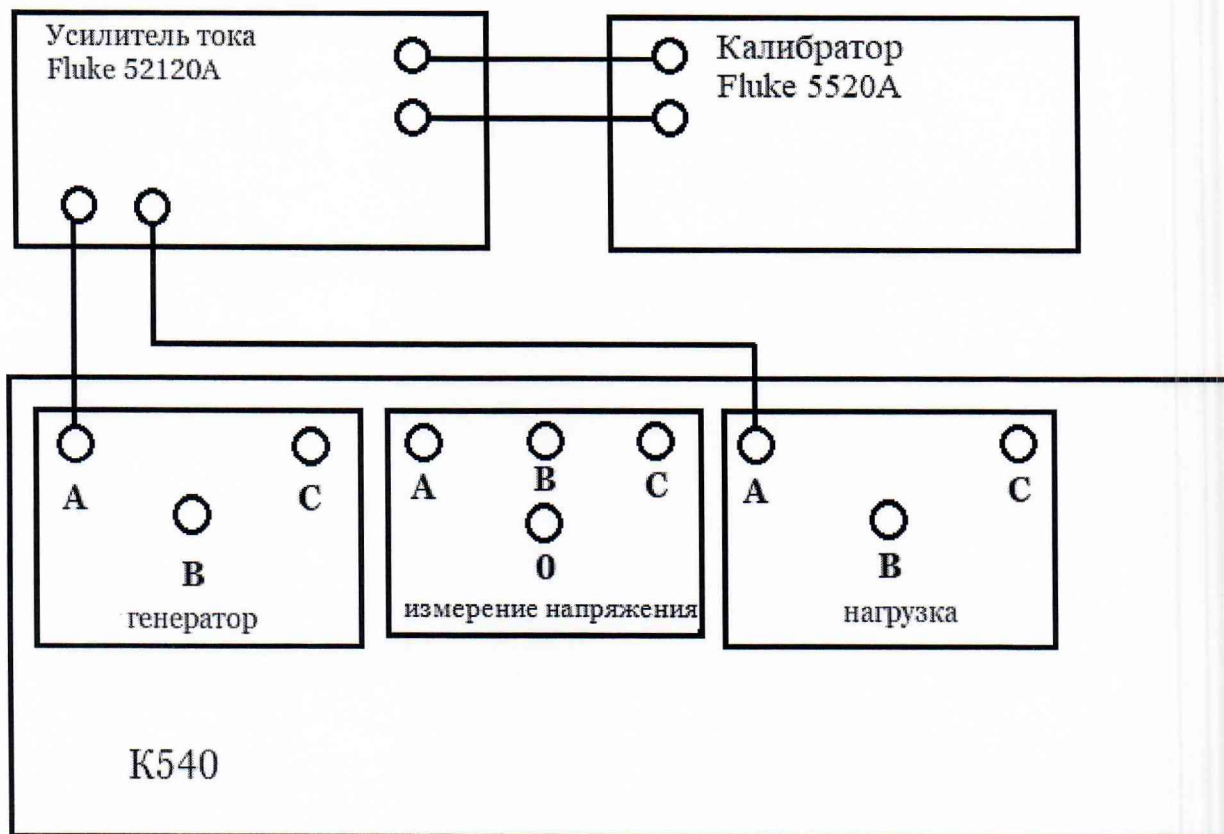 Усилитель тока
Fluke 52120A
Калибратор
Fluke 5520A
A
C
B
генератор
A
B
C
0
измерение напряжения
A
C
B
нагрузка
К540